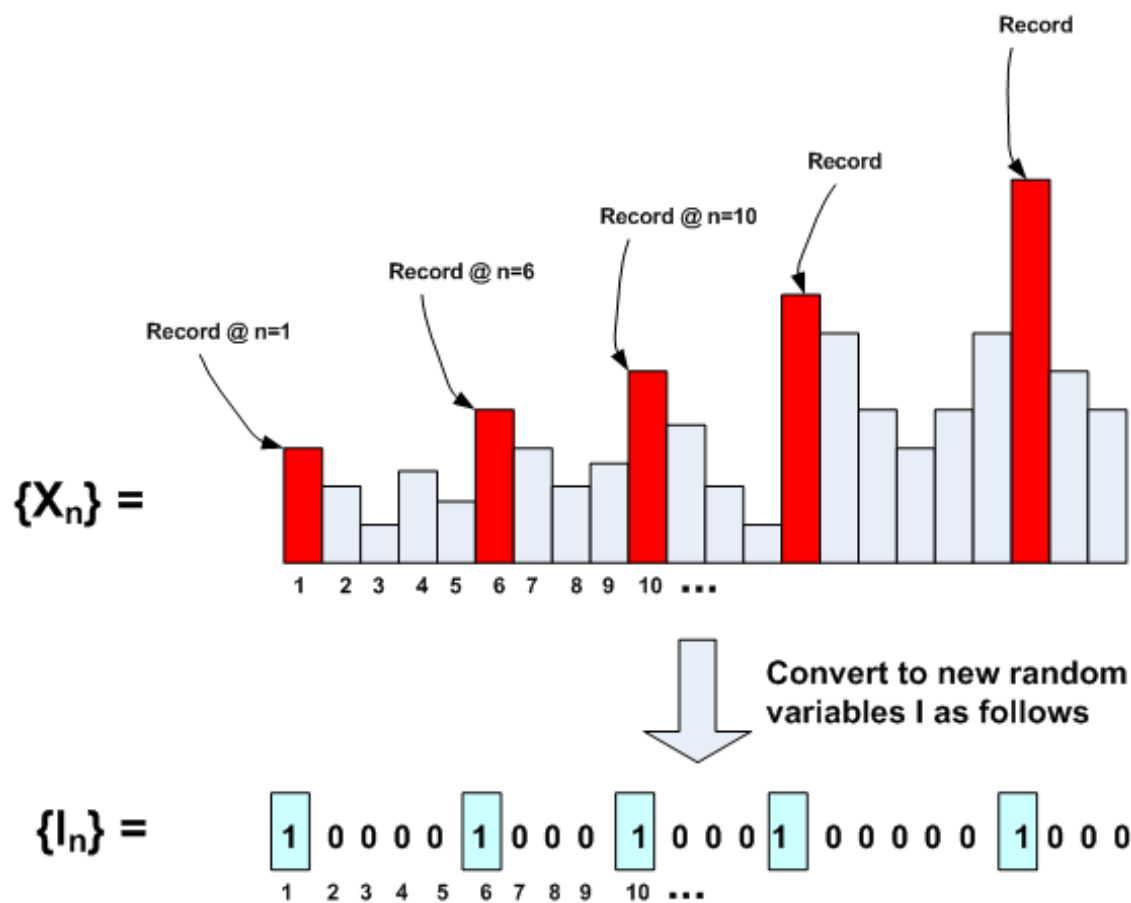 Record
Record
Record @ n=10
Record @ n=6
Record @ n=1
{Xn} =
1 2 3 4 5 6 7 8 9 10 ...
Convert to new random
variables I as follows
{In} =
1 0 0 0 0 1 0 0 0 1 0 0 0 1 0 0 0 0 0 1 0 0 0
1 2 3 4 5 6 7 8 9 10 ...